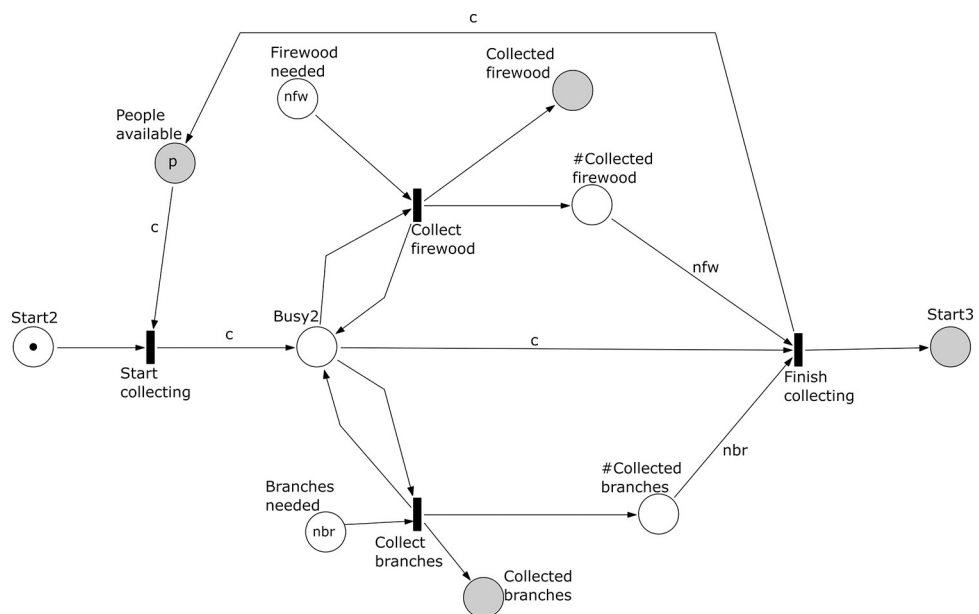 c
Firewood
needed
nfw
Collected
firewood
People
available
p
#Collected
firewood
c
Collect
firewood
nfw
Start2
Busy2
Start3
c
c
Start
collecting
Finish
collecting
nbr
#Collected
branches
Branches
needed
nbr
Collect
branches
Collected
branches